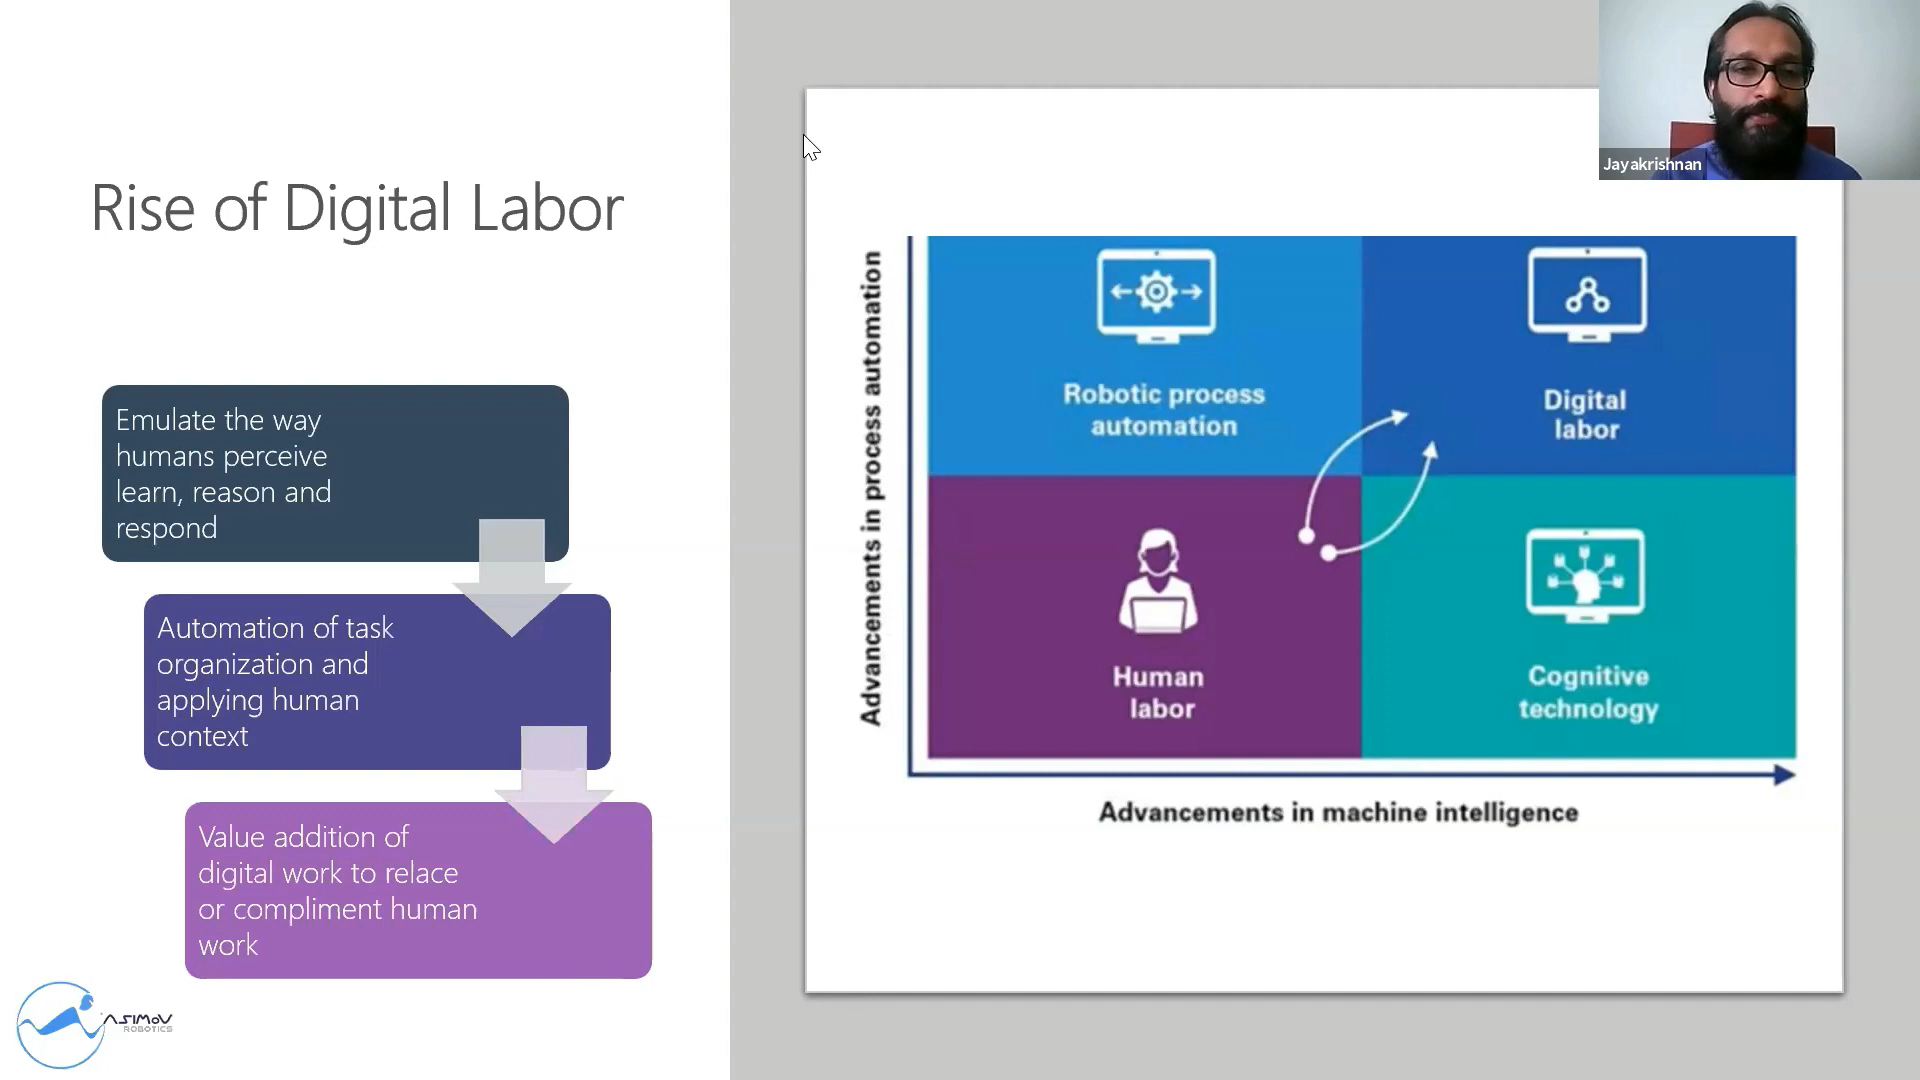 Rise of Digital Labor
Emulate the way
humans perceive
learn, reason and
respond
Automation of task
organization and
applying human
context
Value addition of
digital work to relace
or compliment human
work
ASIMOV
ROBOTICS
Jayakrishnan
Advancements in process automation
Robotic process
automation
Digital
labor
Human
labor
Cognitive
technology
Advancements in machine intelligence